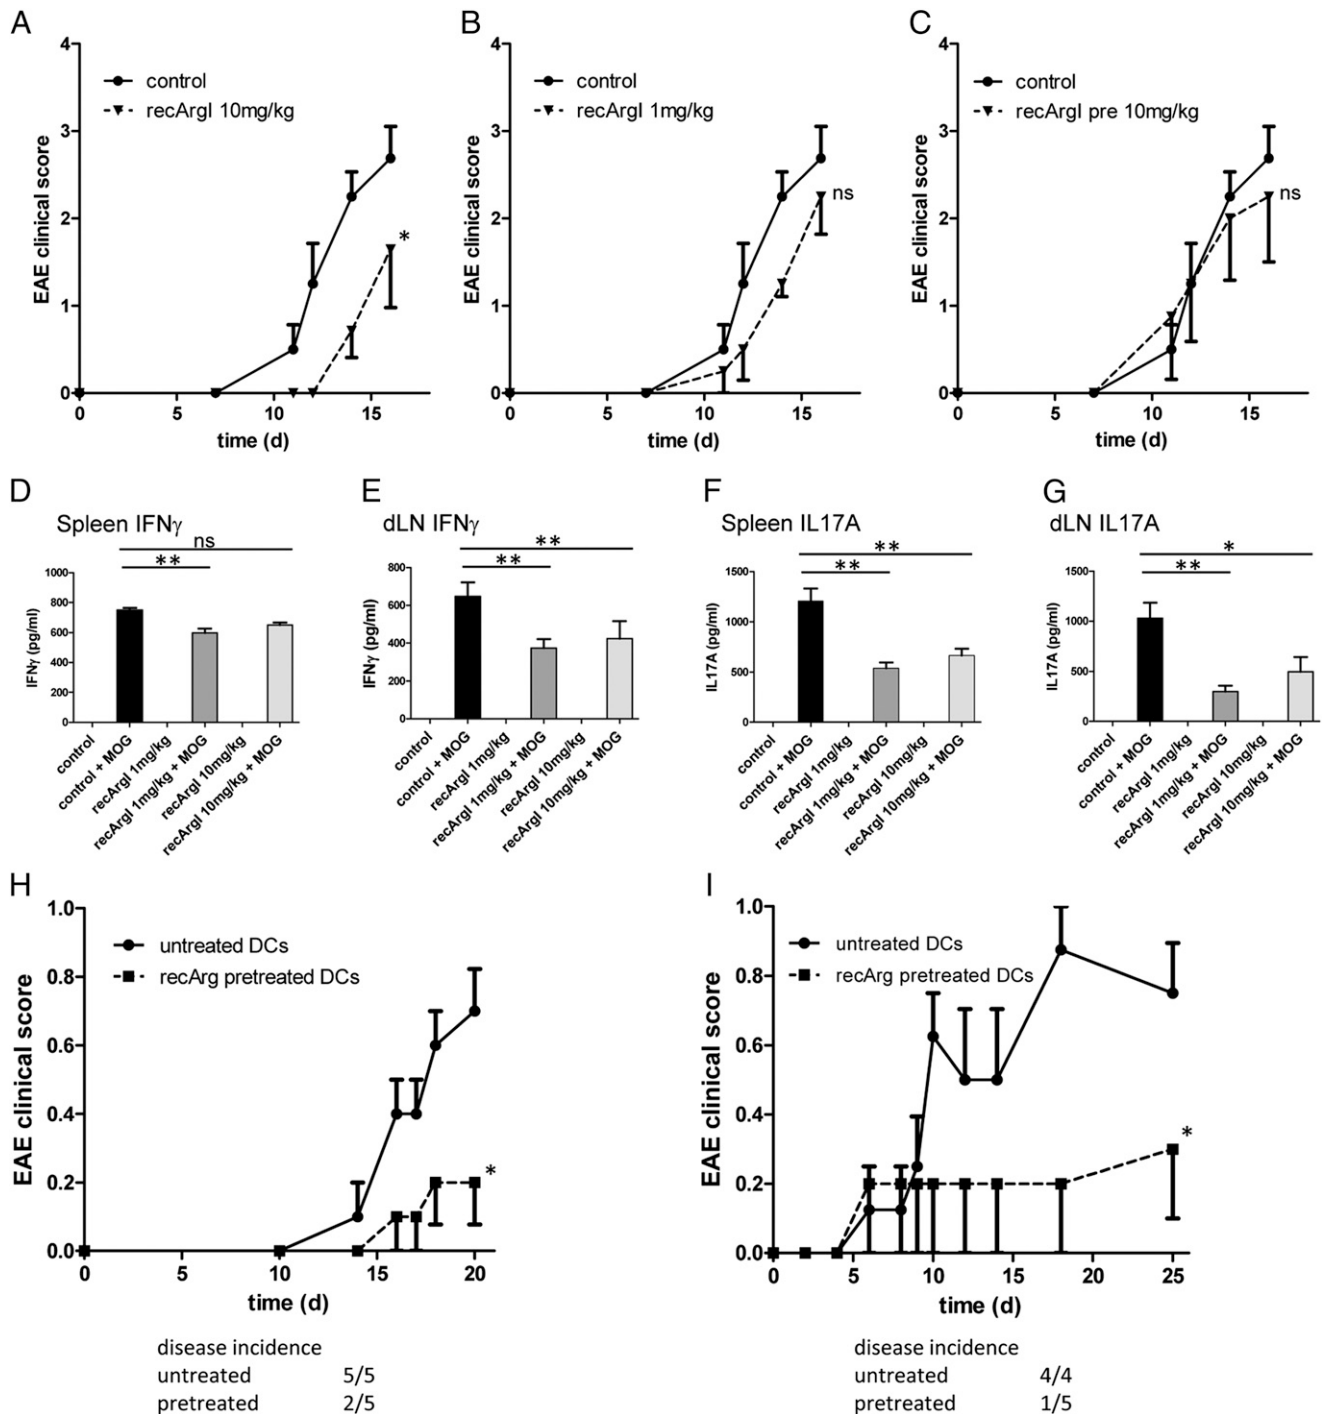 A
B
C
4
3
2
1
0
EAE clinical score
control
recArgI 10mg/kg
*
0 5 10 15
time (d)
4
3
2
1
0
EAE clinical score
control
recArgI 1mg/kg
ns
0 5 10 15
time (d)
4
3
2
1
0
EAE clinical score
control
recArgI pre 10mg/kg
ns
0 5 10 15
time (d)
D
Spleen IFNγ
ns
**
1000
800
600
400
200
0
IFNγ (pg/ml)
control
control + MOG
recArgI 1mg/kg
recArgI 1mg/kg + MOG
recArgI 10mg/kg
recArgI 10mg/kg + MOG
E
dLN IFNγ
**
**
800
600
400
200
0
IFNγ (pg/ml)
control
control + MOG
recArgI 1mg/kg
recArgI 1mg/kg + MOG
recArgI 10mg/kg
recArgI 10mg/kg + MOG
F
Spleen IL17A
**
**
1500
1000
500
0
IL17A (pg/ml)
control
control + MOG
recArgI 1mg/kg
recArgI 1mg/kg + MOG
recArgI 10mg/kg
recArgI 10mg/kg + MOG
G
dLN IL17A
*
**
1500
1000
500
0
IL17A (pg/ml)
control
control + MOG
recArgI 1mg/kg
recArgI 1mg/kg + MOG
recArgI 10mg/kg
recArgI 10mg/kg + MOG
H
1.0
0.8
0.6
0.4
0.2
0.0
EAE clinical score
untreated DCs
recArg pretreated DCs
*
0 5 10 15 20
time (d)
disease incidence
untreated 5/5
pretreated 2/5
I
1.0
0.8
0.6
0.4
0.2
0.0
EAE clinical score
untreated DCs
recArg pretreated DCs
*
0 5 10 15 20 25
time (d)
disease incidence
untreated 4/4
pretreated 1/5